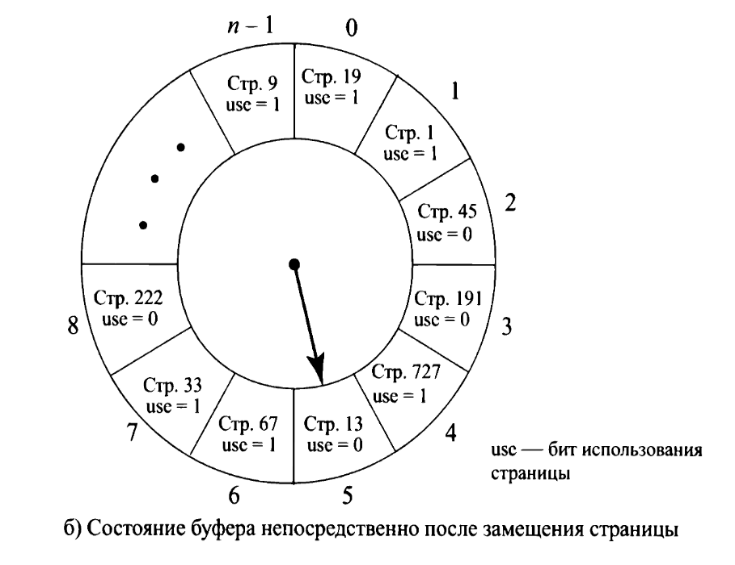 n – 1
0
Стр. 9
use = 1
Стр. 19
use = 1
1
Стр. 1
use = 1
2
Стр. 45
use = 0
Стр. 191
use = 0
3
Стр. 222
use = 0
8
Стр. 727
use = 1
4
Стр. 33
use = 1
7
Стр. 67
use = 1
6
Стр. 13
use = 0
5
use — бит использования
страницы
б) Состояние буфера непосредственно после замещения страницы